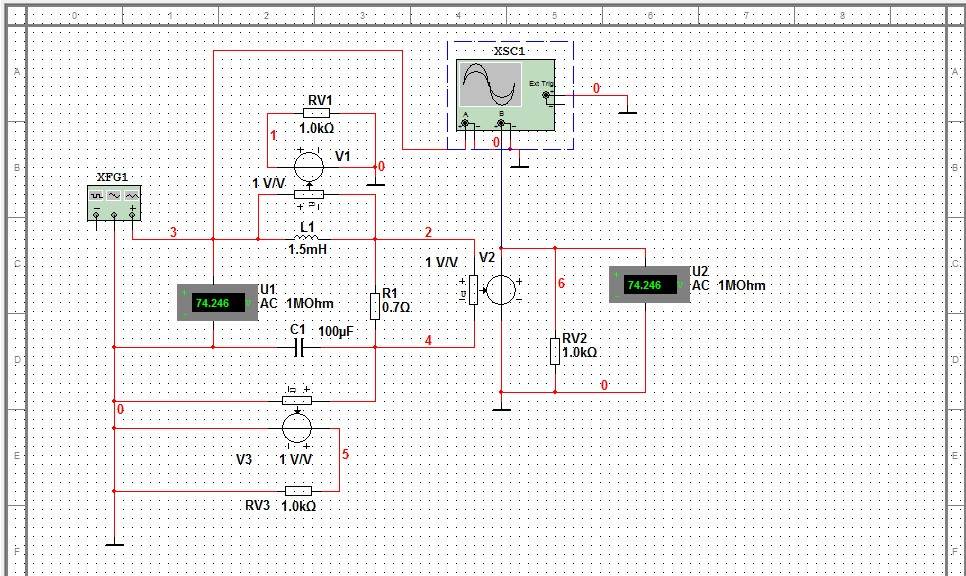 0 1 2 3 4 5 6 7 8
A A
B B
C C
D D
E E
F F
XSC1
Ext Trig
A B
0
0
RV1
1.0kΩ
1
V1
0
1 V/V
XFG1
3
L1
1.5mH
2
1 V/V
V2
U1
74.246 V
AC 1MOhm
R1
0.7Ω
6
U2
74.246 V
AC 1MOhm
C1 100µF
4
RV2
1.0kΩ
0
0
V3 1 V/V
5
RV3 1.0kΩ